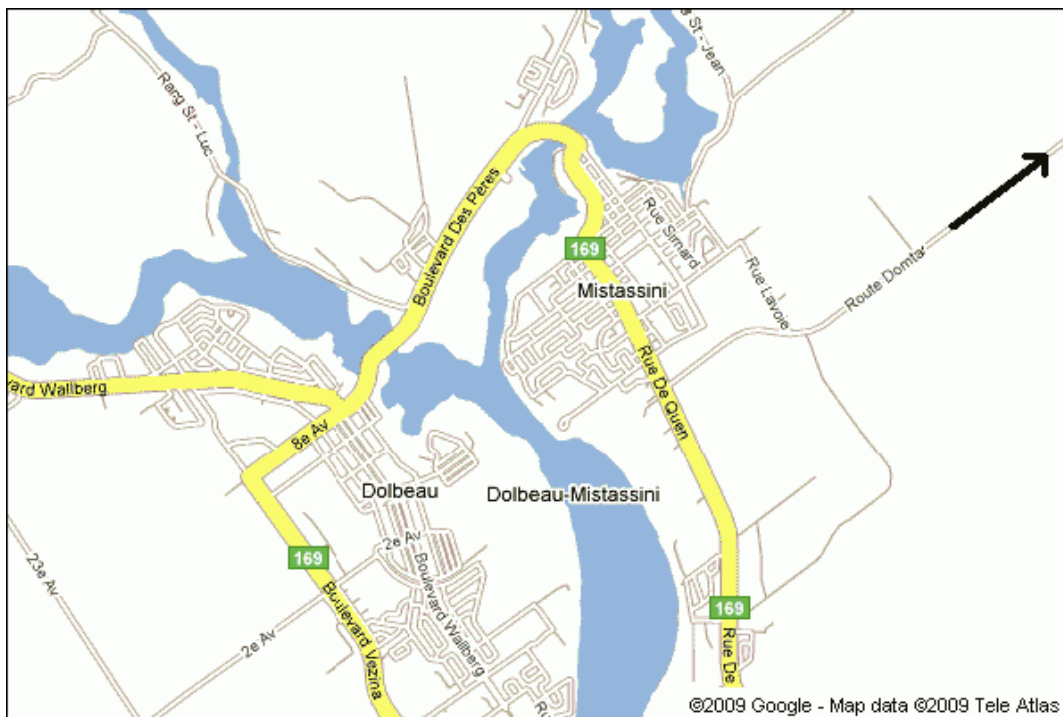 St - Jean
Rang St - Luc
Boulevard Des Pères
Rue Simard
169
Mistassini
Rue Lavoie
Route Domtar
Rue De Quen
ard Wallberg
8e Av
Dolbeau
Dolbeau-Mistassini
2e Av
169
23e Av
Boulevard Vezina
Boulevard Wallberg
2e Av
169
Rue De
©2009 Google - Map data ©2009 Tele Atlas